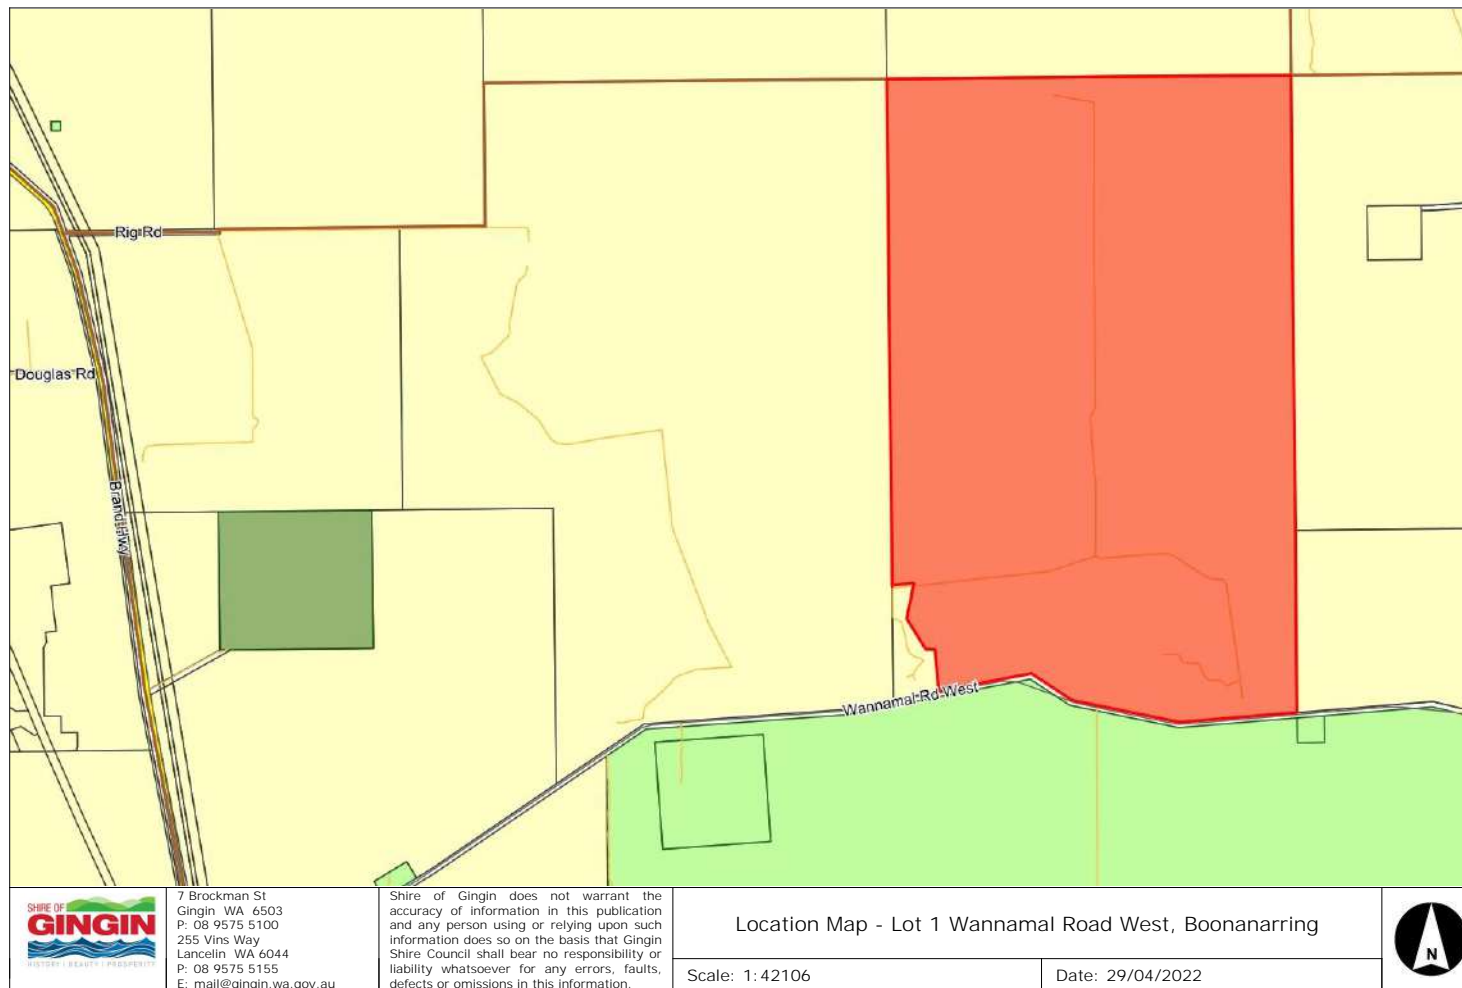 Rig Rd
Douglas Rd
Brand Hwy
Wannamal Rd West
SHIRE OF
GINGIN
HISTORY | BEAUTY | PROSPERITY
7 Brockman St
Gingin WA 6503
P: 08 9575 5100
255 Vins Way
Lancelin WA 6044
P: 08 9575 5155
E: mail@gingin.wa.gov.au
Shire of Gingin does not warrant the
accuracy of information in this publication
and any person using or relying upon such
information does so on the basis that Gingin
Shire Council shall bear no responsibility or
liability whatsoever for any errors, faults,
defects or omissions in this information.
Location Map - Lot 1 Wannamal Road West, Boonanarring
Scale: 1:42106
Date: 29/04/2022
N